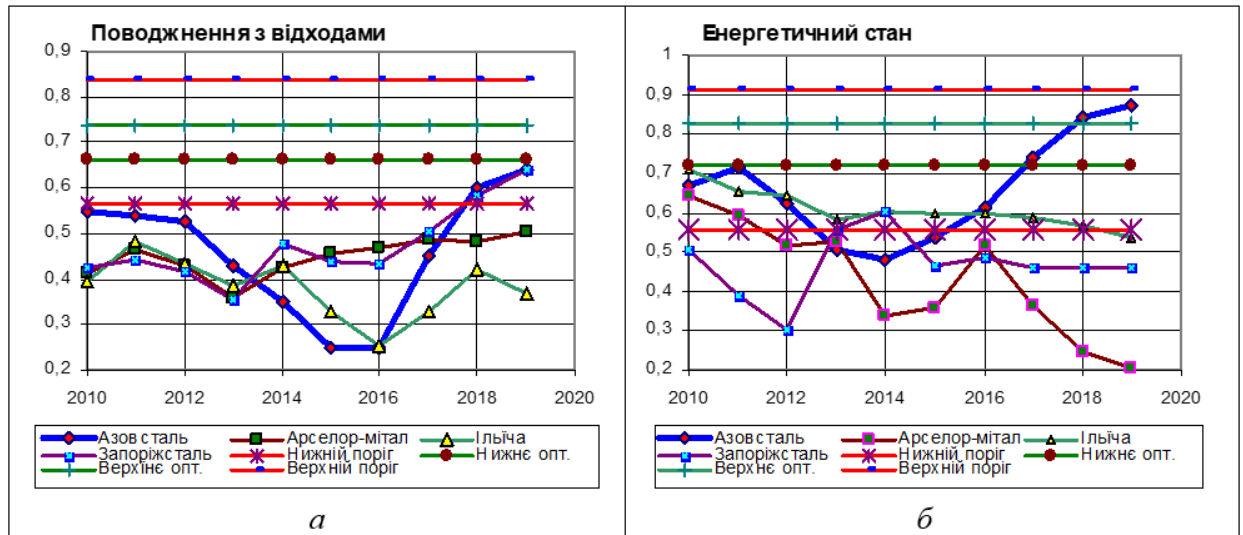 Поводжнення з відходами
0,9
0,8
0,7
0,6
0,5
0,4
0,3
0,2
2010 2012 2014 2016 2018 2020
Азовсталь Арселор-мітал Ільїча
Запоріжсталь Нижній поріг Нижнє опт.
Верхїнє опт. Верхній поріг
а
Енергетичний стан
1
0,9
0,8
0,7
0,6
0,5
0,4
0,3
0,2
2010 2012 2014 2016 2018 2020
Азовсталь Арселор-мітал Ільїча
Запоріжсталь Нижній поріг Нижнє опт.
Верхнє опт. Верхній поріг
б